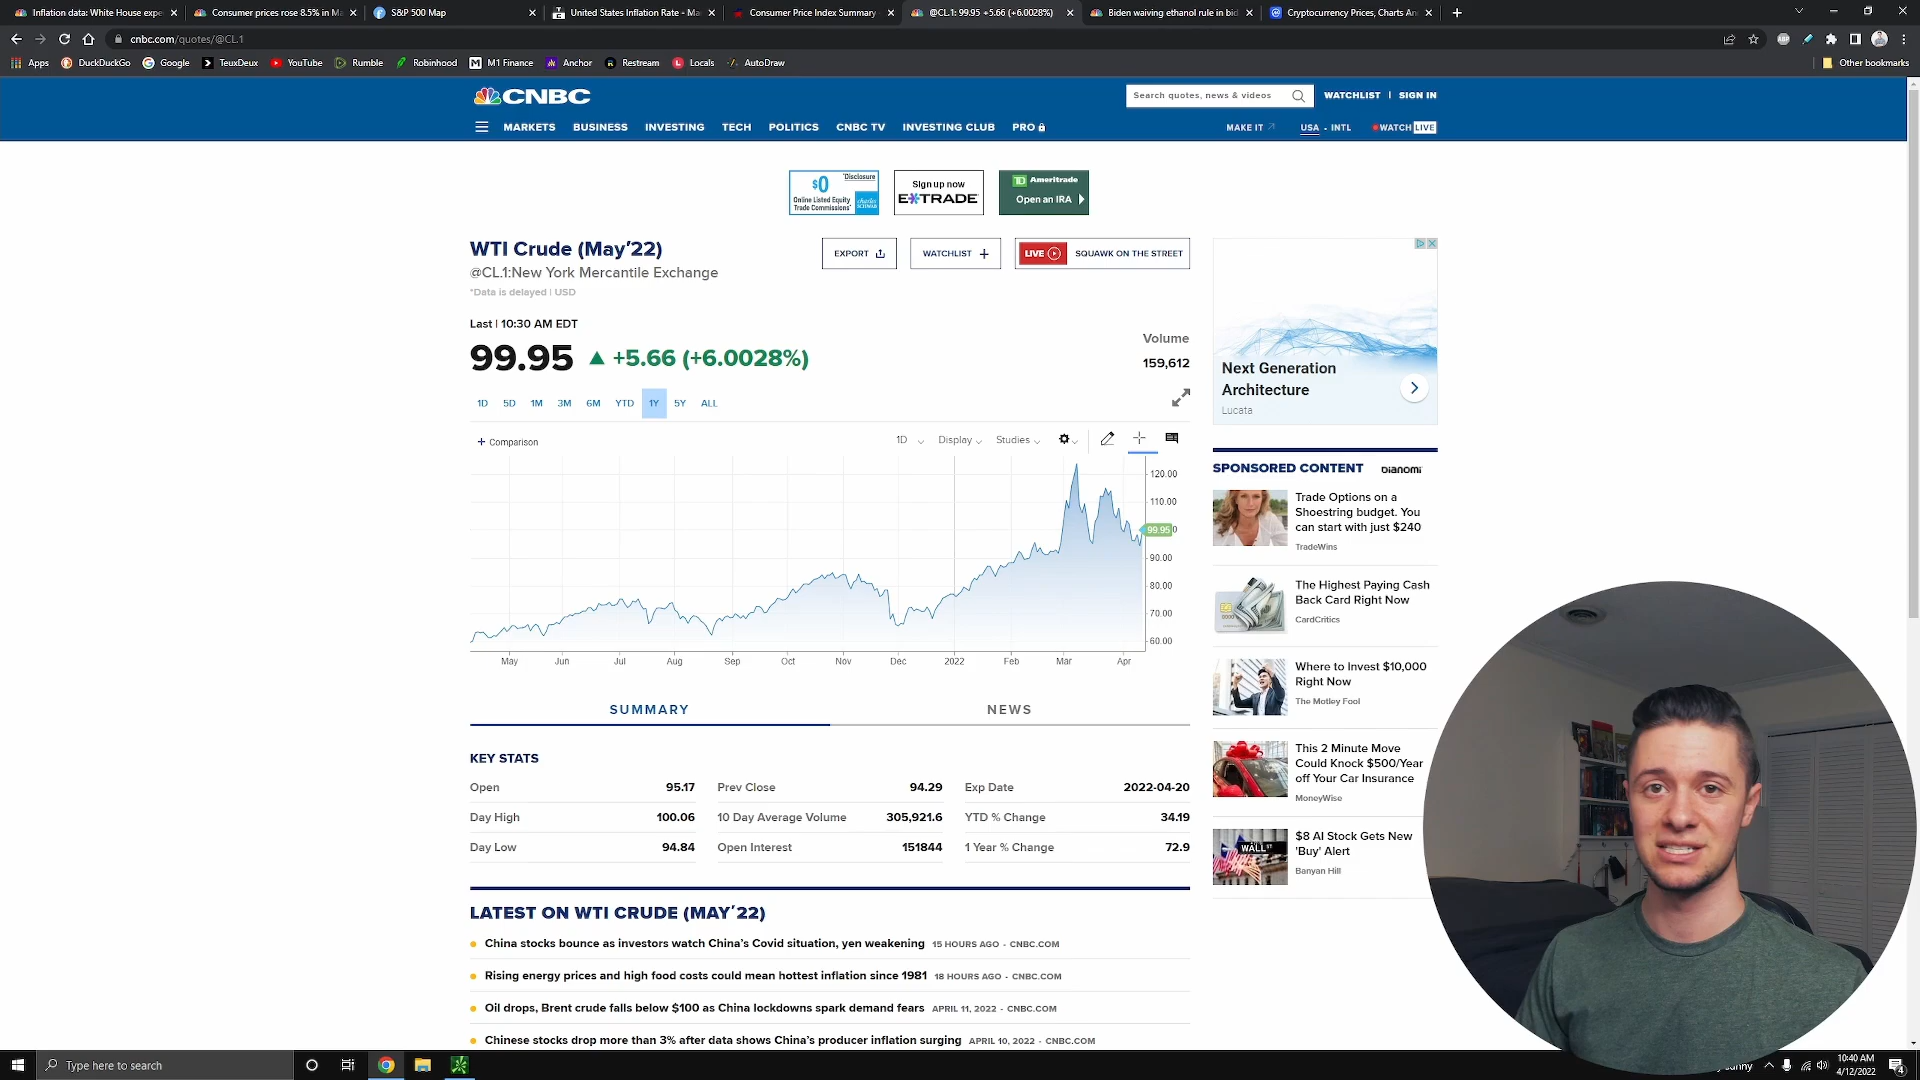 Inflation data: White House expe
Consumer prices rose 8.5% in Ma
S&P 500 Map
United States Inflation Rate - Ma
Consumer Price Index Summary
@CL.1: 99.95 +5.66 (+6.0028%)
Biden waiving ethanol rule in bid
Cryptocurrency Prices, Charts An
cnbc.com/quotes/@CL.1
ABP
Apps
DuckDuckGo
Google
TeuxDeux
YouTube
Rumble
Robinhood
M1 Finance
Anchor
Restream
Locals
AutoDraw
Other bookmarks
CNBC
Search quotes, news & videos
WATCHLIST | SIGN IN
MARKETS BUSINESS INVESTING TECH POLITICS CNBC TV INVESTING CLUB PRO
MAKE IT USA - INTL WATCH LIVE
$0 *Disclosure
Online Listed Equity
Trade Commissions*
charles
SCHWAB
Sign up now
E*TRADE
TD Ameritrade
Open an IRA
WTI Crude (May'22)
@CL.1:New York Mercantile Exchange
*Data is delayed | USD
EXPORT
WATCHLIST
LIVE SQUAWK ON THE STREET
Last | 10:30 AM EDT
99.95 +5.66 (+6.0028%)
Volume
159,612
1D 5D 1M 3M 6M YTD 1Y 5Y ALL
Comparison
1D Display Studies
120.00
110.00
99.95 0
90.00
80.00
70.00
60.00
May Jun Jul Aug Sep Oct Nov Dec 2022 Feb Mar Apr
SUMMARY NEWS
KEY STATS
Open 95.17 Prev Close 94.29 Exp Date 2022-04-20
Day High 100.06 10 Day Average Volume 305,921.6 YTD % Change 34.19
Day Low 94.84 Open Interest 151844 1 Year % Change 72.9
LATEST ON WTI CRUDE (MAY'22)
China stocks bounce as investors watch China's Covid situation, yen weakening 15 HOURS AGO - CNBC.COM
Rising energy prices and high food costs could mean hottest inflation since 1981 18 HOURS AGO - CNBC.COM
Oil drops, Brent crude falls below $100 as China lockdowns spark demand fears APRIL 11, 2022 - CNBC.COM
Chinese stocks drop more than 3% after data shows China's producer inflation surging APRIL 10, 2022 - CNBC.COM
Next Generation
Architecture
Lucata
SPONSORED CONTENT DIANOMI
Trade Options on a
Shoestring budget. You
can start with just $240
TradeWins
The Highest Paying Cash
Back Card Right Now
CardCritics
Where to Invest $10,000
Right Now
The Motley Fool
This 2 Minute Move
Could Knock $500/Year
off Your Car Insurance
MoneyWise
WALL ST
$8 AI Stock Gets New
'Buy' Alert
Banyan Hill
Type here to search
sunny
10:40 AM
4/12/2022
4